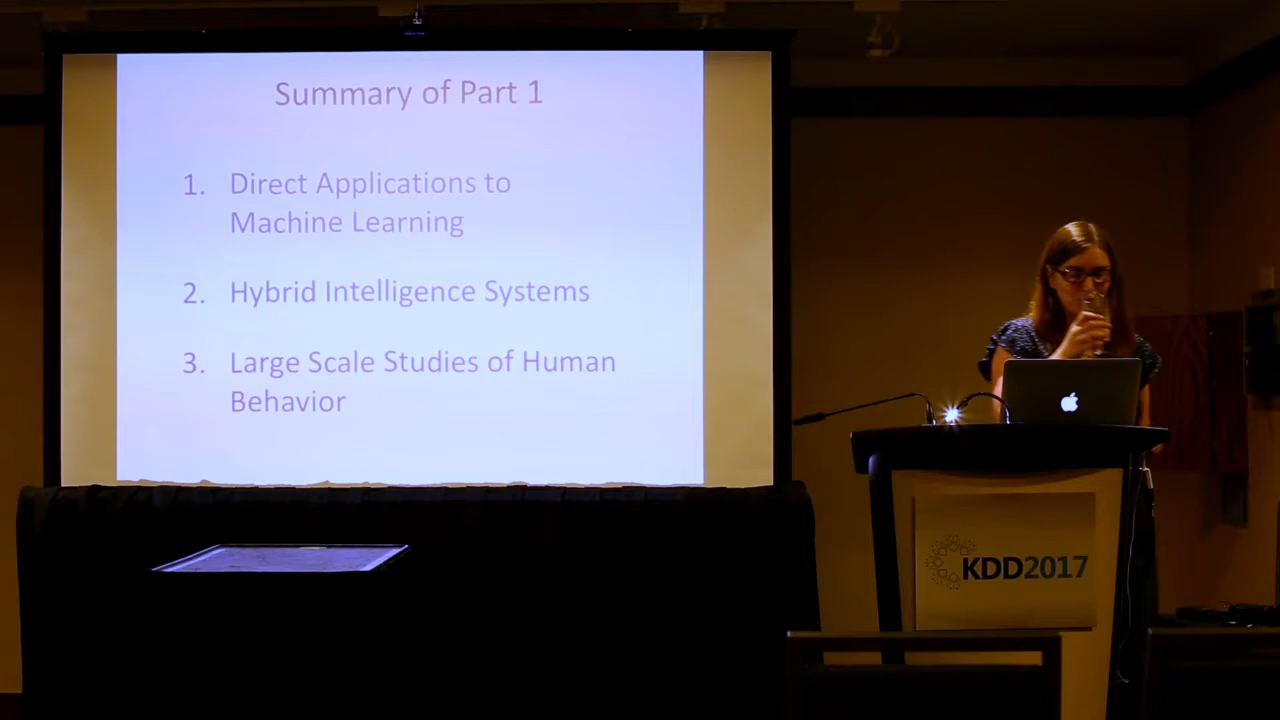 Summary of Part 1
1. Direct Applications to
Machine Learning
2. Hybrid Intelligence Systems
3. Large Scale Studies of Human
Behavior
KDD2017